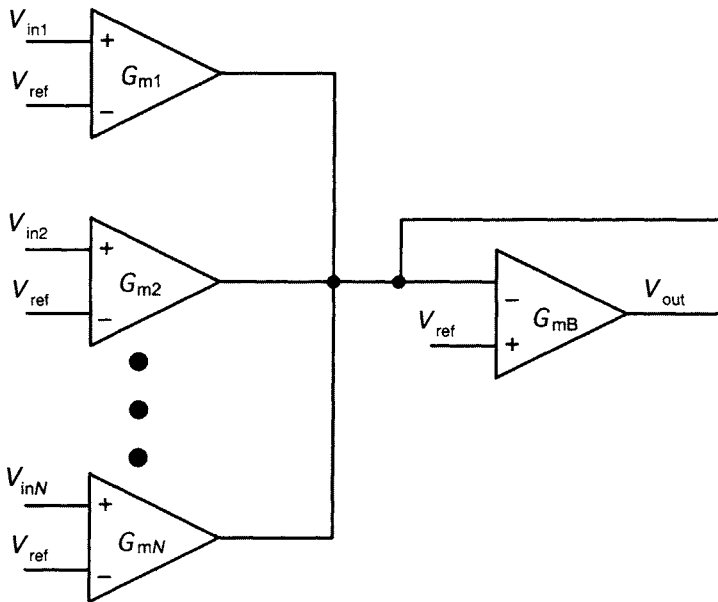 V_in1
+
G_m1
V_ref
−
V_in2
+
G_m2
V_ref
−
−
V_out
G_mB
V_ref
+
V_inN
+
G_mN
V_ref
−